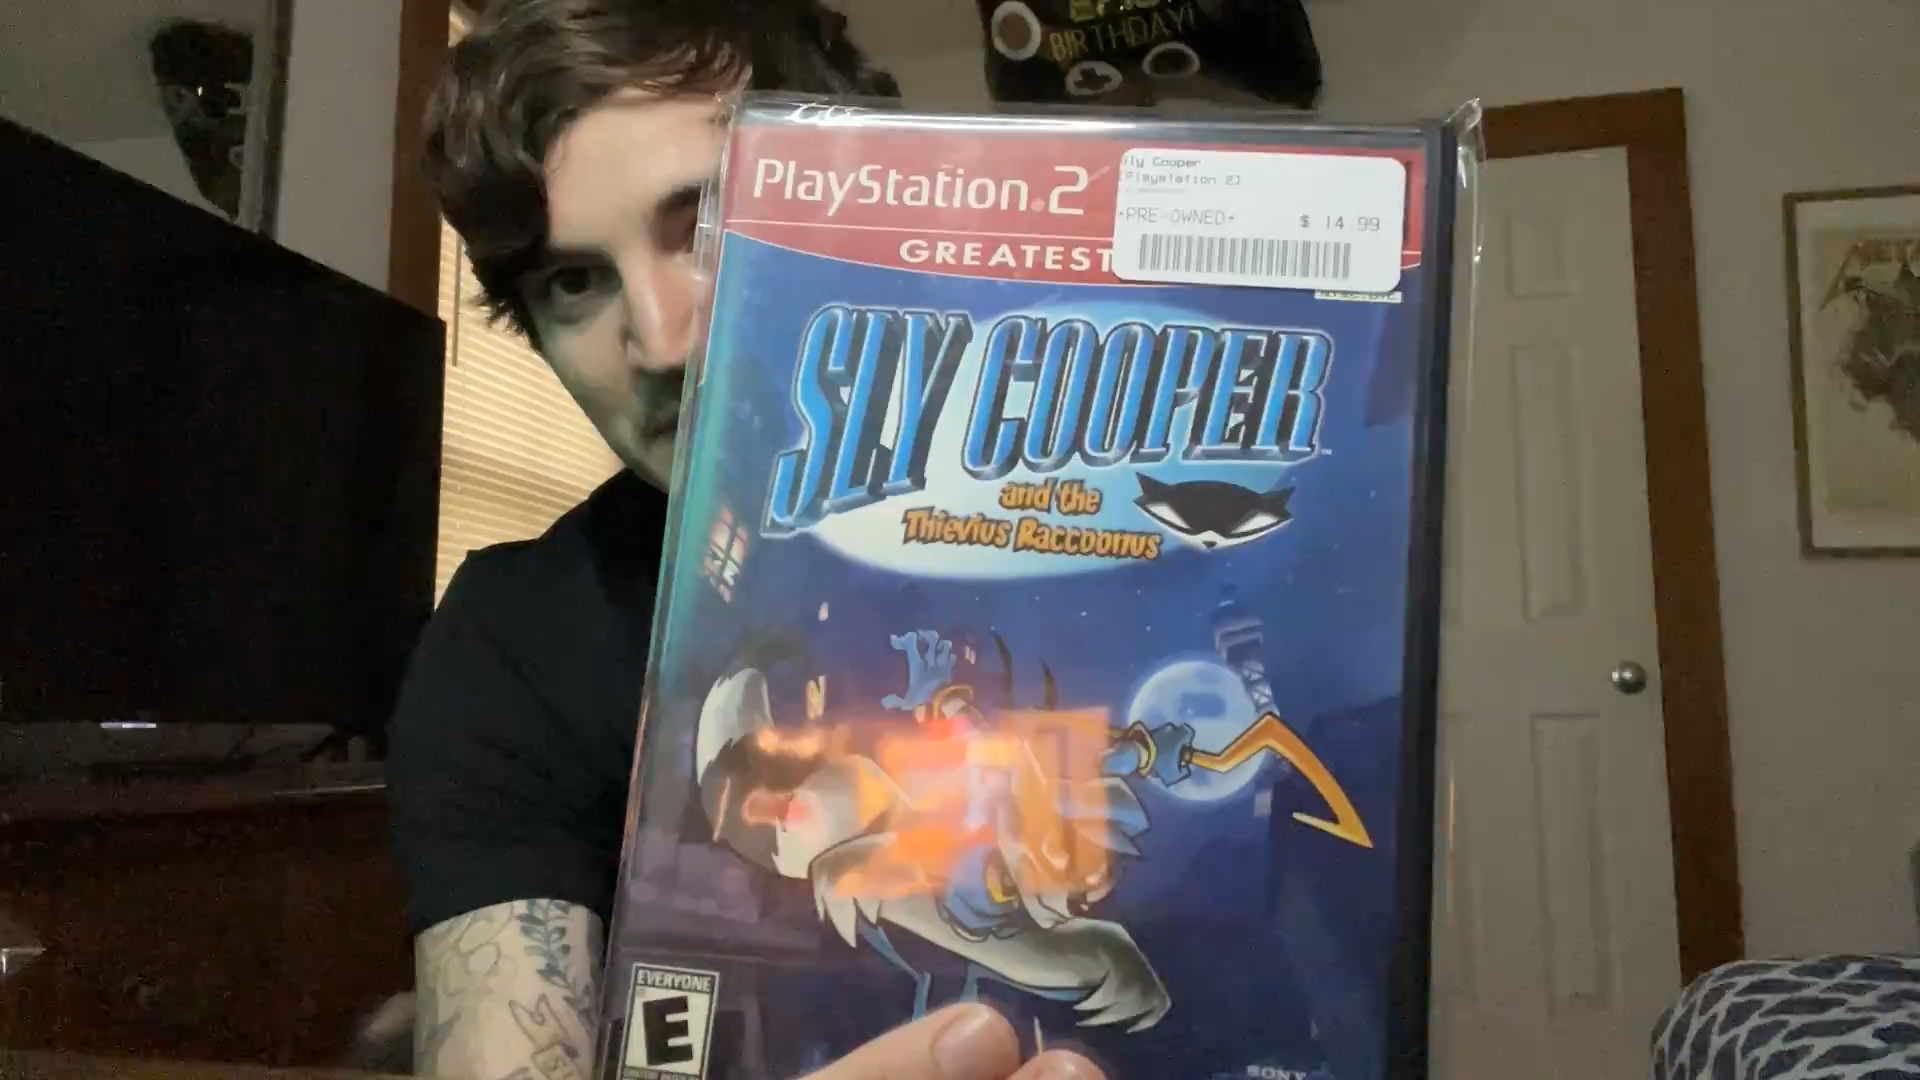 BIRTHDAY!
PlayStation.2
Sly Cooper
[Playstation 2]
•PRE-OWNED•
$ 14.99
GREATEST
SLY COOPER
and the
Thievius Raccoonus
EVERYONE
E
SONY